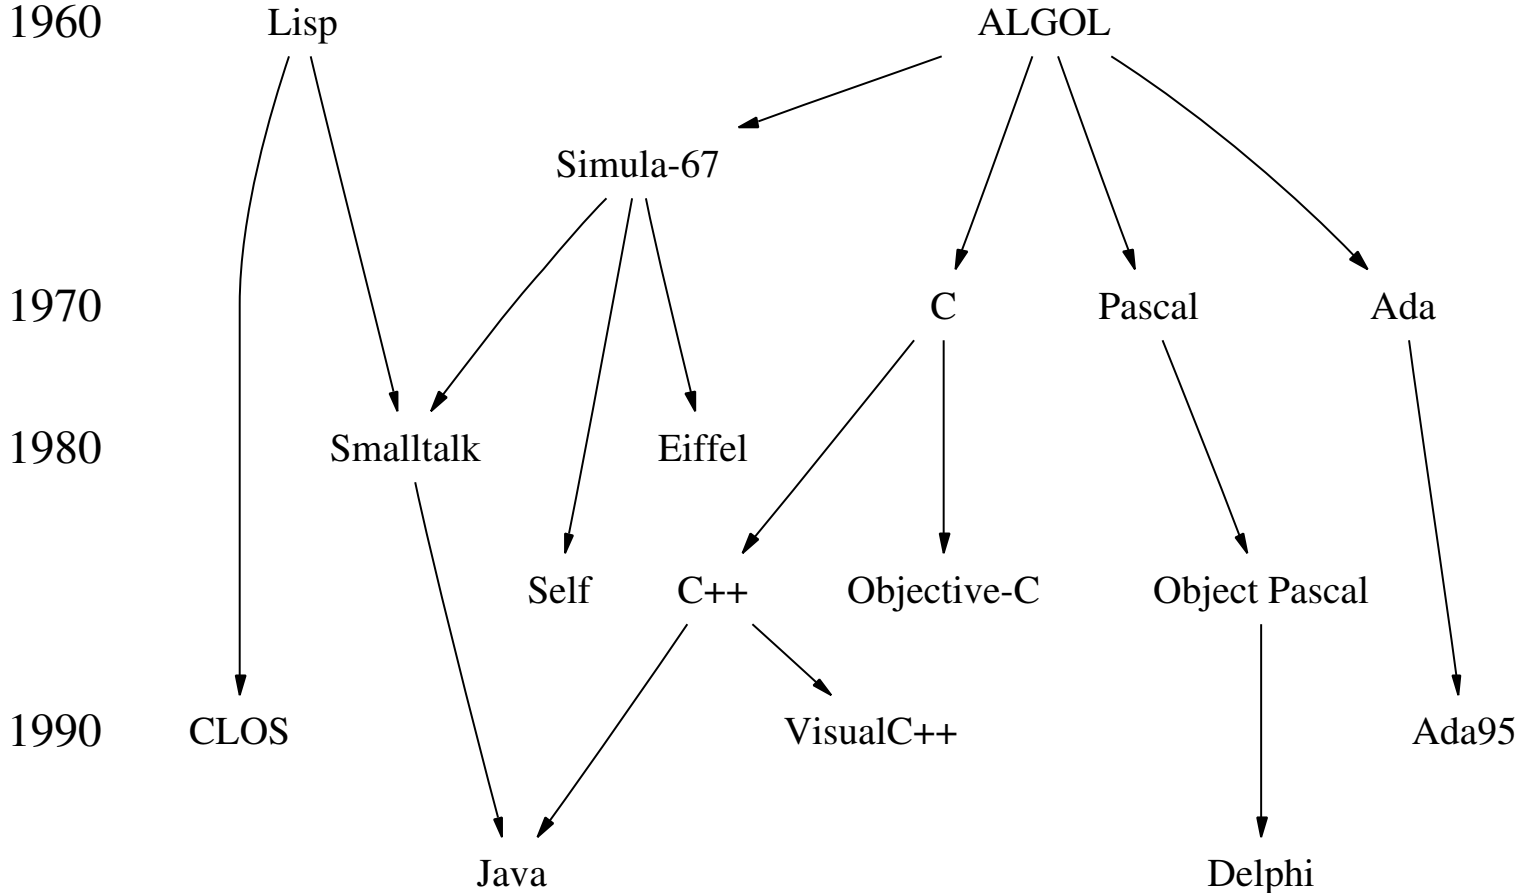 1960 Lisp ALGOL
Simula-67
1970 C Pascal Ada
1980 Smalltalk Eiffel
Self C++ Objective-C Object Pascal
1990 CLOS VisualC++ Ada95
Java Delphi